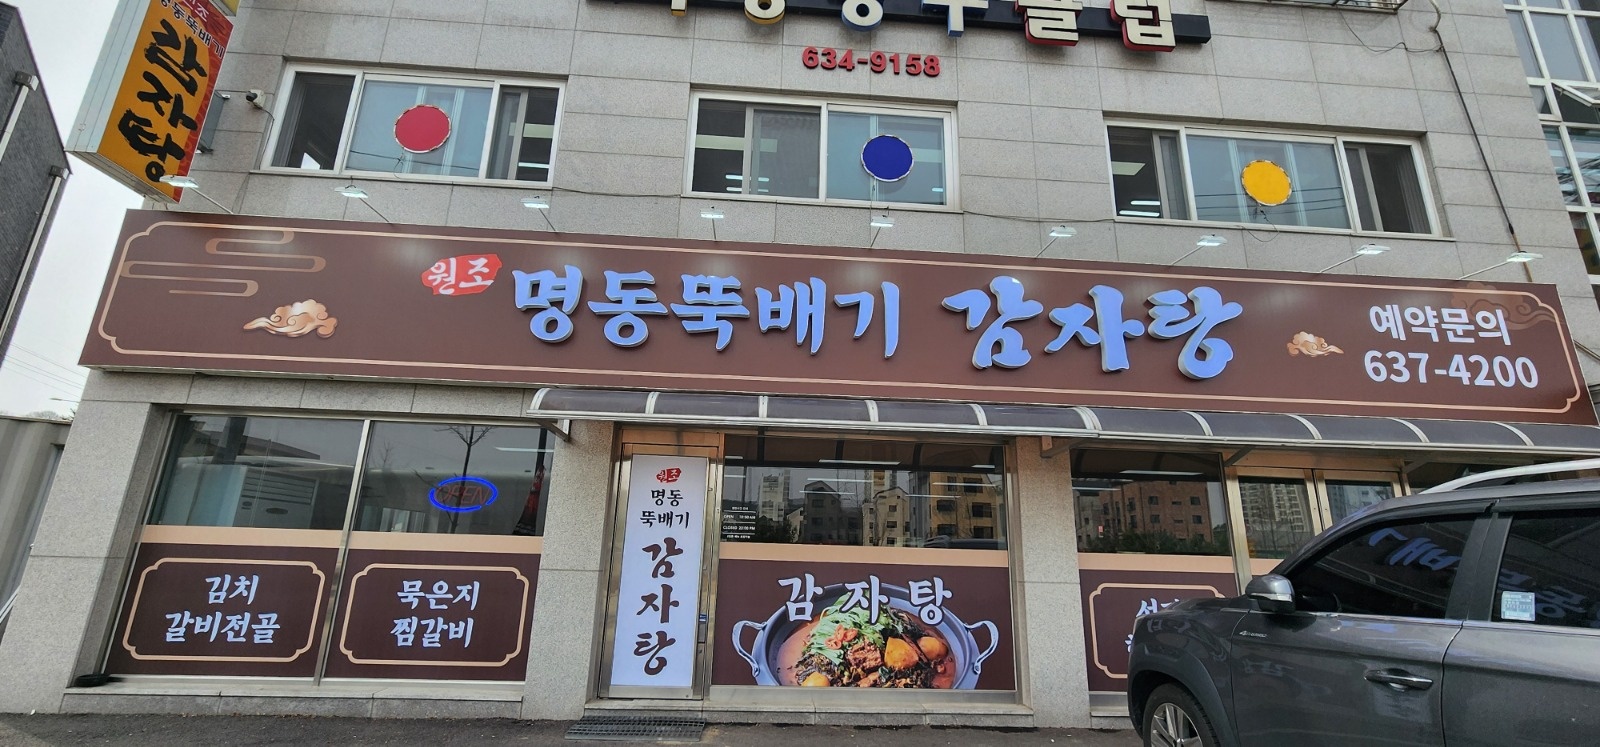 원조
명동뚝배기
감자탕
634-9158
원조 명동뚝배기 감자탕
예약문의
637-4200
OPEN
김치
갈비전골
묵은지
찜갈비
원조
명동
뚝배기
감자탕
감자탕